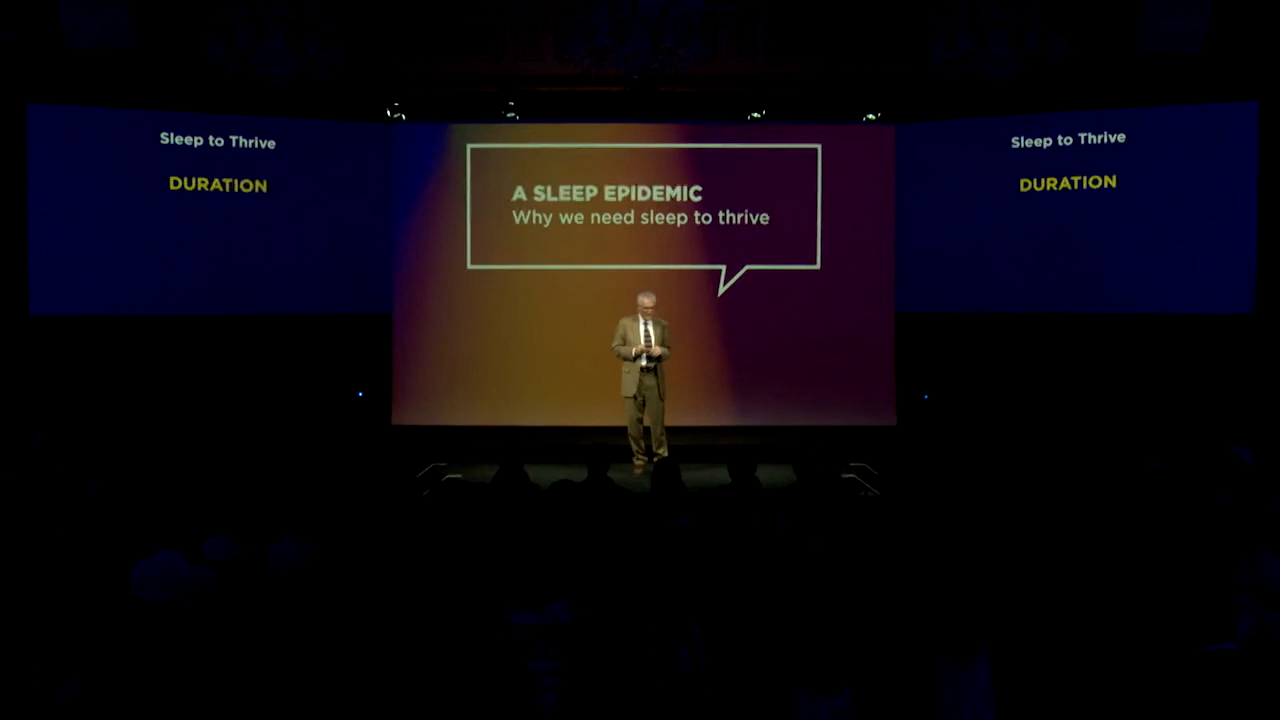 Sleep to Thrive
DURATION
A SLEEP EPIDEMIC
Why we need sleep to thrive
Sleep to Thrive
DURATION